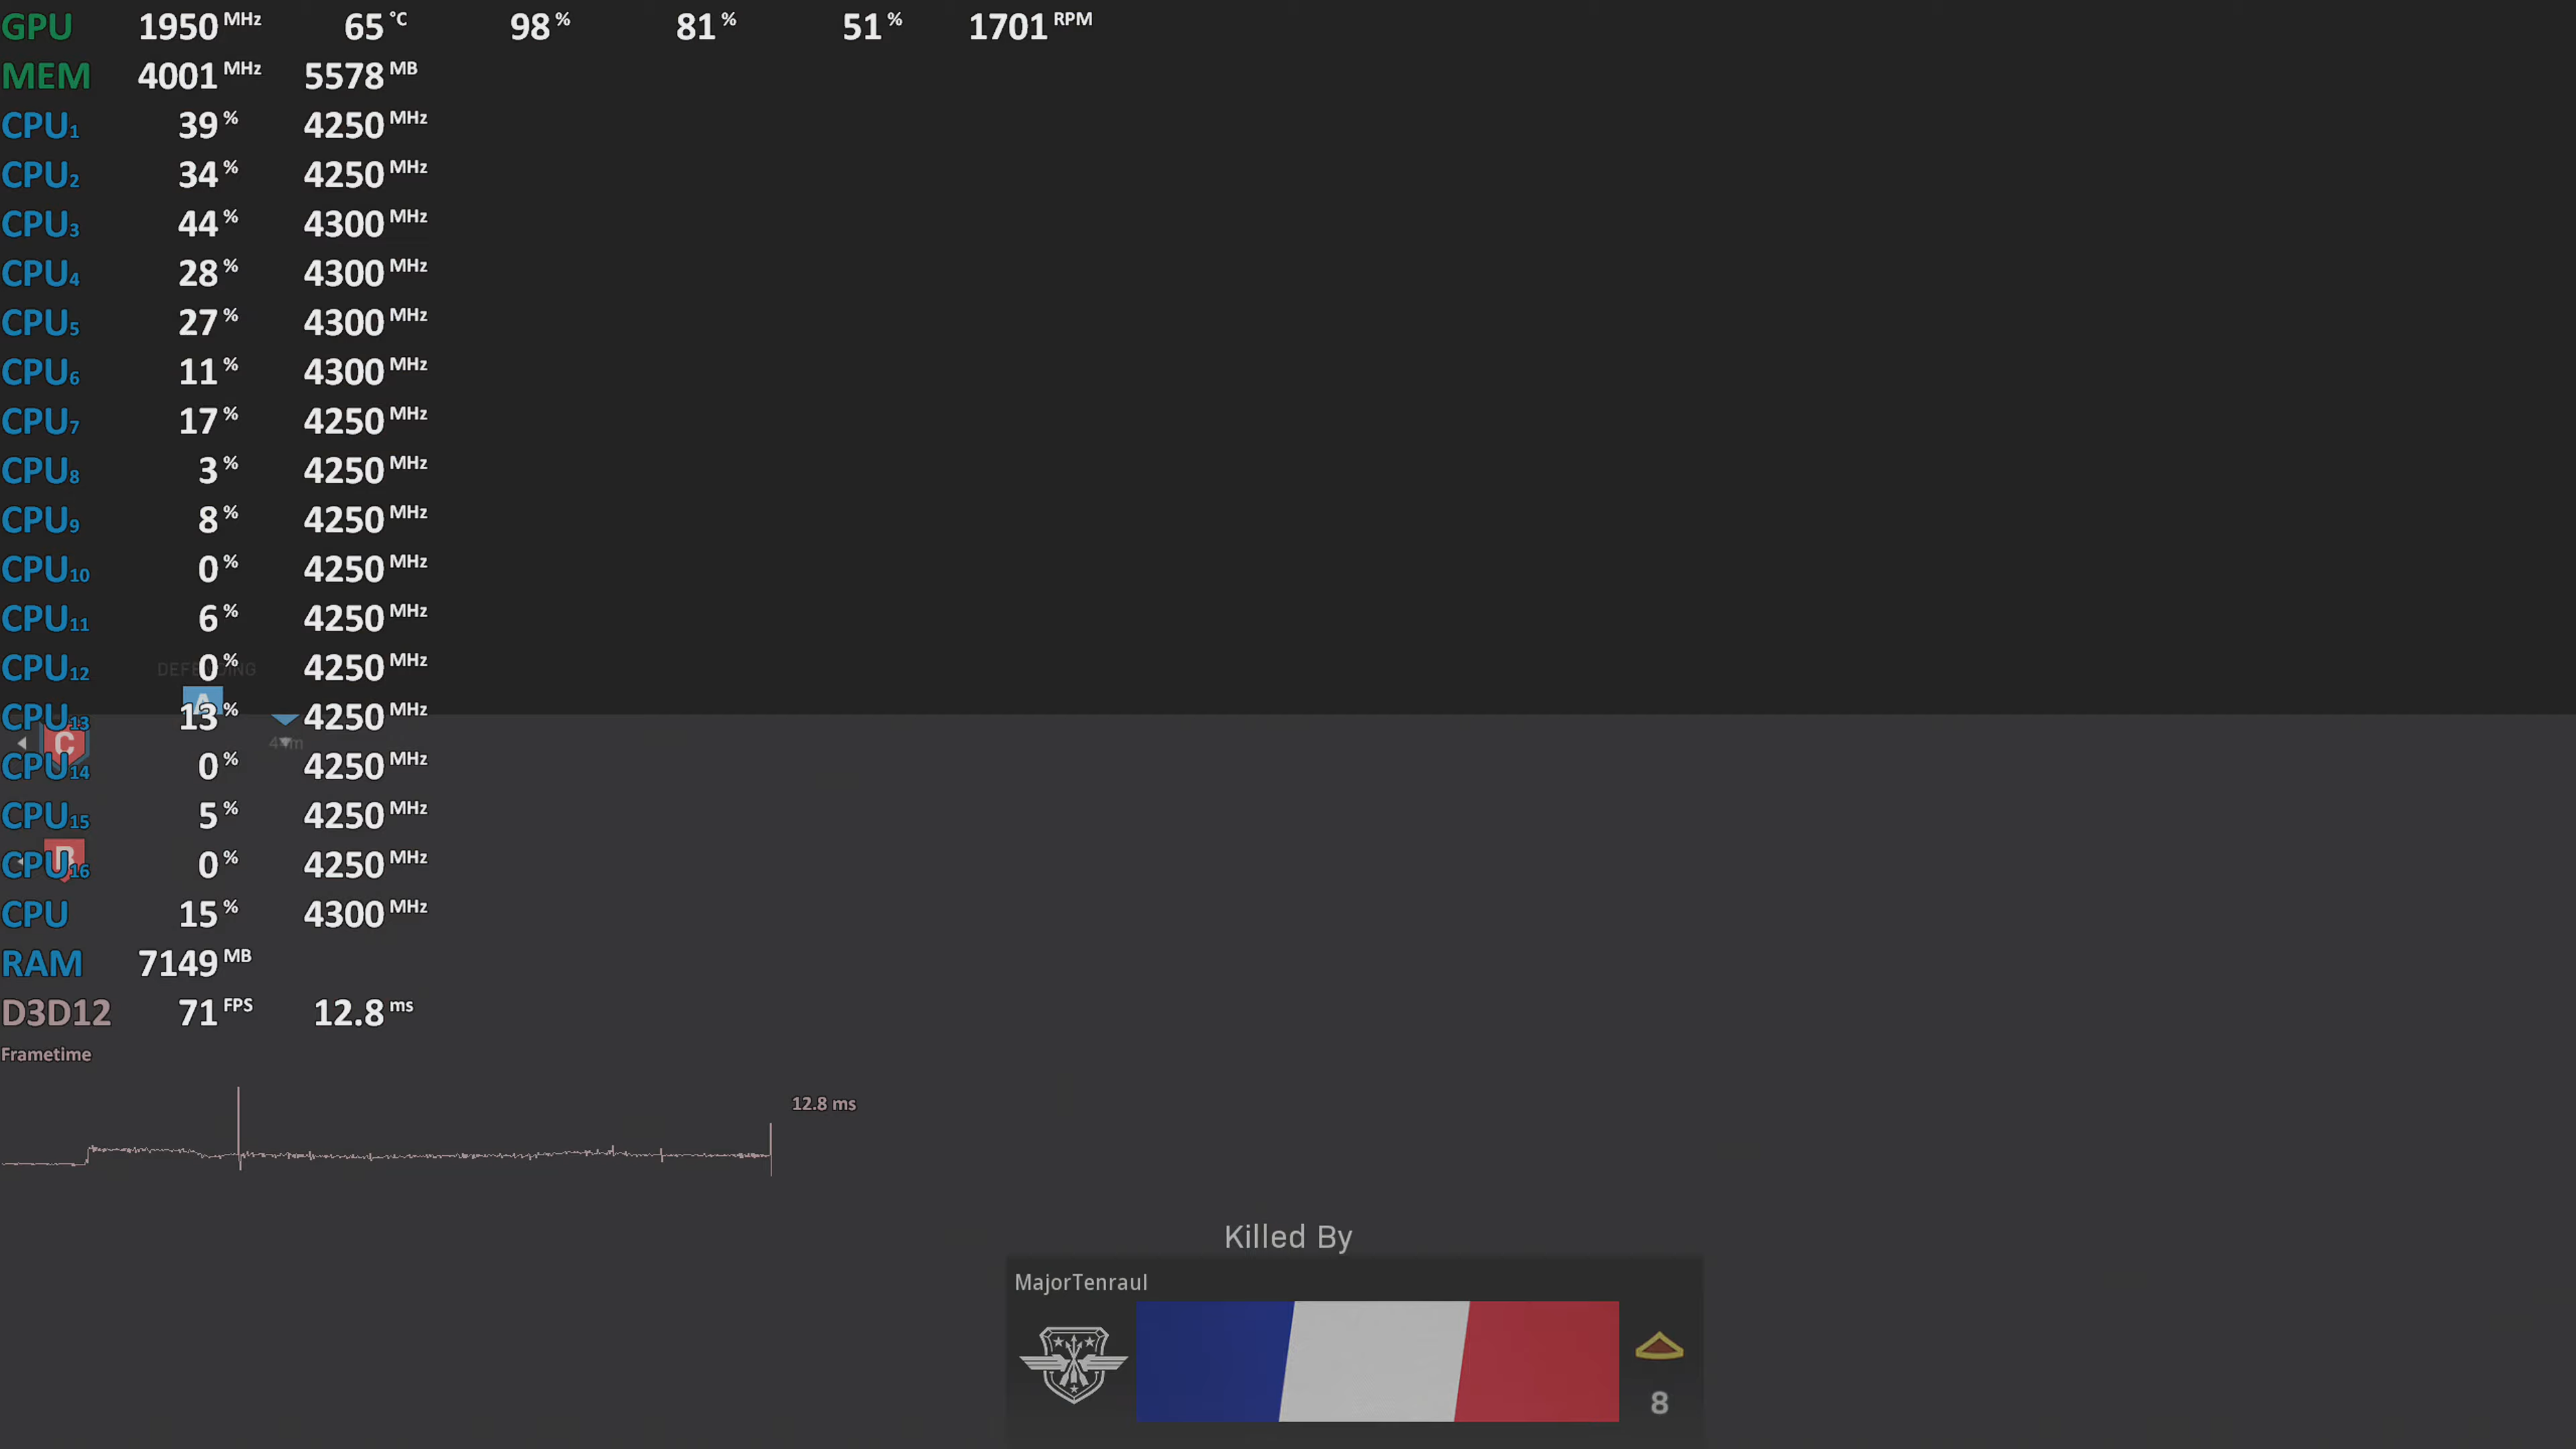 GPU 1950 MHz 65 °C 98 % 81 % 51 % 1701 RPM
MEM 4001 MHz 5578 MB
CPU1 39 % 4250 MHz
CPU2 34 % 4250 MHz
CPU3 44 % 4300 MHz
CPU4 28 % 4300 MHz
CPU5 27 % 4300 MHz
CPU6 11 % 4300 MHz
CPU7 17 % 4250 MHz
CPU8 3 % 4250 MHz
CPU9 8 % 4250 MHz
CPU10 0 % 4250 MHz
CPU11 6 % 4250 MHz
CPU12 0 % 4250 MHz
DEFENDING
A
CPU13 13 % 4250 MHz
C 44m
CPU14 0 % 4250 MHz
CPU15 5 % 4250 MHz
B
CPU16 0 % 4250 MHz
CPU 15 % 4300 MHz
RAM 7149 MB
D3D12 71 FPS 12.8 ms
Frametime
12.8 ms
Killed By
MajorTenraul
8